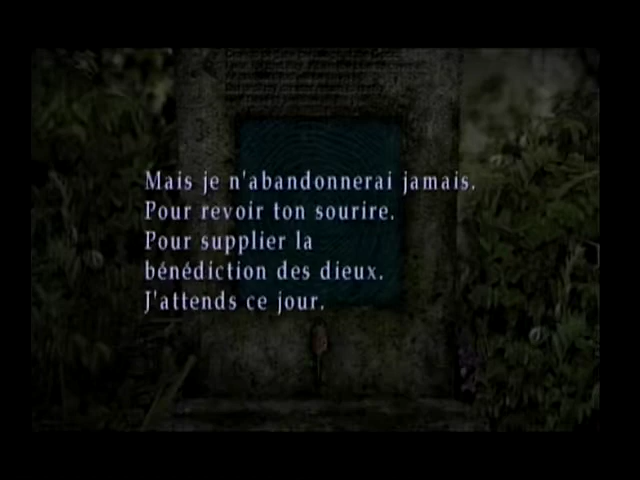 Mais je n'abandonnerai jamais.
Pour revoir ton sourire.
Pour supplier la
bénédiction des dieux.
J'attends ce jour.